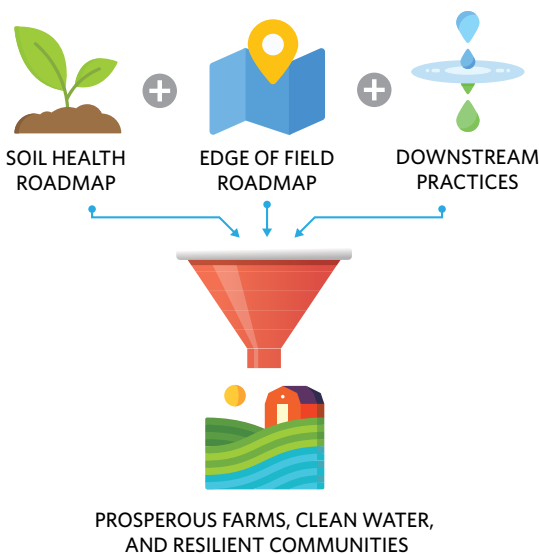 SOIL HEALTH
ROADMAP
EDGE OF FIELD
ROADMAP
DOWNSTREAM
PRACTICES
PROSPEROUS FARMS, CLEAN WATER,
AND RESILIENT COMMUNITIES